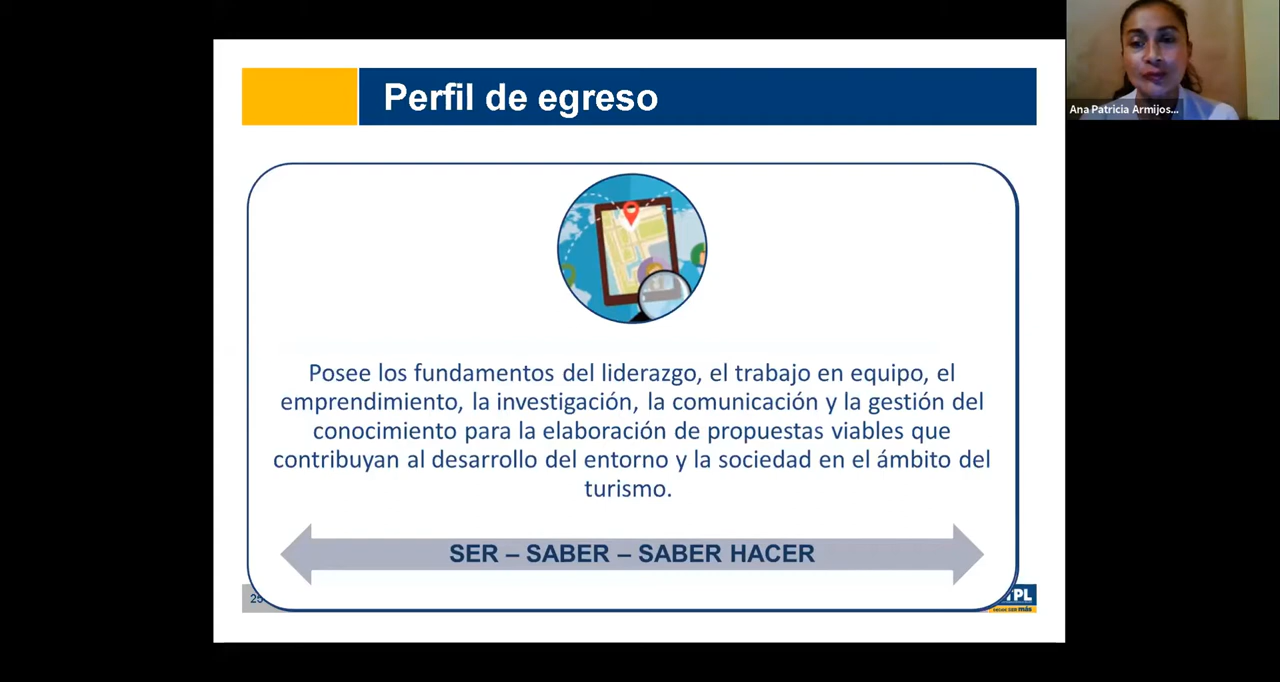 Perfil de egreso
Ana Patricia Armijos...
Posee los fundamentos del liderazgo, el trabajo en equipo, el
emprendimiento, la investigación, la comunicación y la gestión del
conocimiento para la elaboración de propuestas viables que
contribuyan al desarrollo del entorno y la sociedad en el ámbito del
turismo.
SER – SABER – SABER HACER
25
TPL